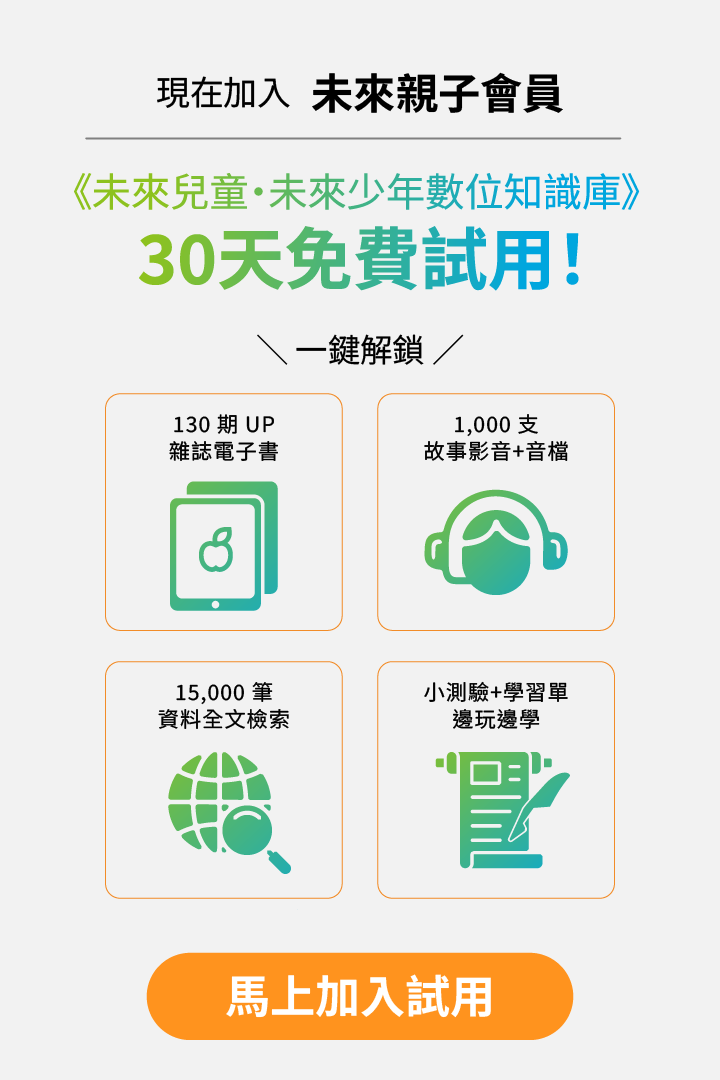 現在加入 未來親子會員
《未來兒童•未來少年數位知識庫》
30天免費試用!
＼ 一鍵解鎖 ／
130 期 UP
雜誌電子書
1,000 支
故事影音+音檔
15,000 筆
資料全文檢索
小測驗+學習單
邊玩邊學
馬上加入試用